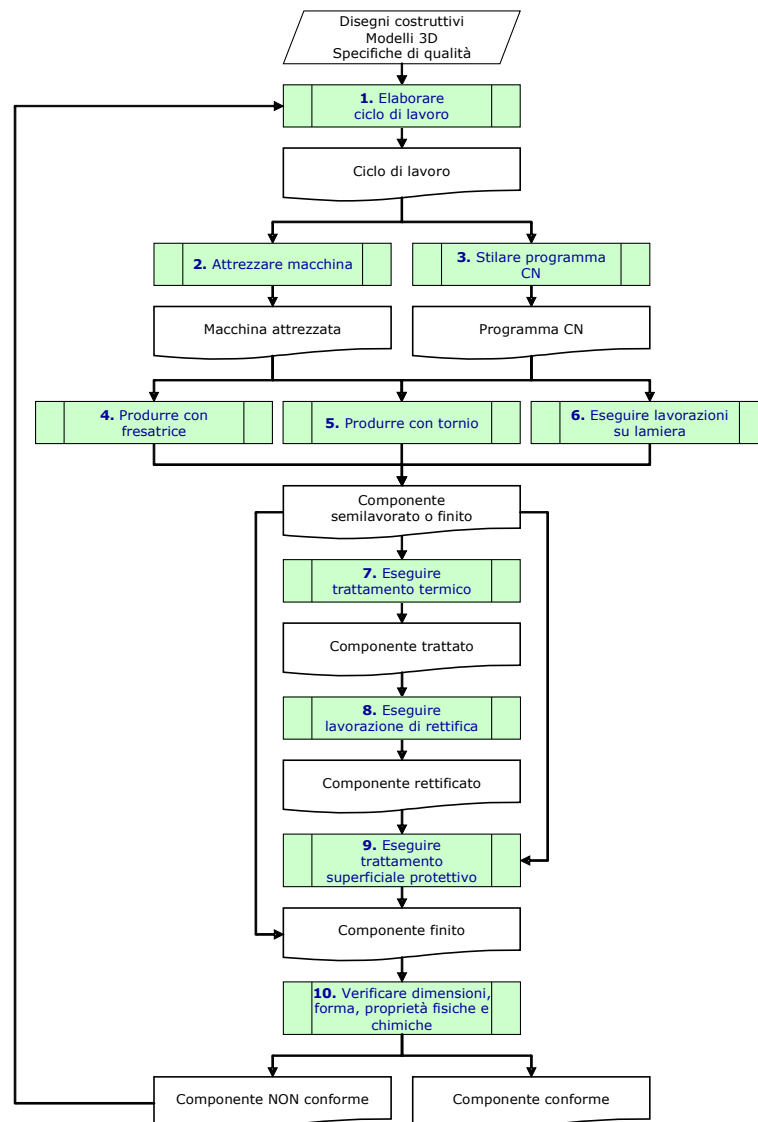 Disegni costruttivi
Modelli 3D
Specifiche di qualità
1. Elaborare
ciclo di lavoro
Ciclo di lavoro
2. Attrezzare macchina
3. Stilare programma
CN
Macchina attrezzata
Programma CN
4. Produrre con
fresatrice
5. Produrre con tornio
6. Eseguire lavorazioni
su lamiera
Componente
semilavorato o finito
7. Eseguire
trattamento termico
Componente trattato
8. Eseguire
lavorazione di rettifica
Componente rettificato
9. Eseguire
trattamento
superficiale protettivo
Componente finito
10. Verificare dimensioni,
forma, proprietà fisiche e
chimiche
Componente NON conforme
Componente conforme